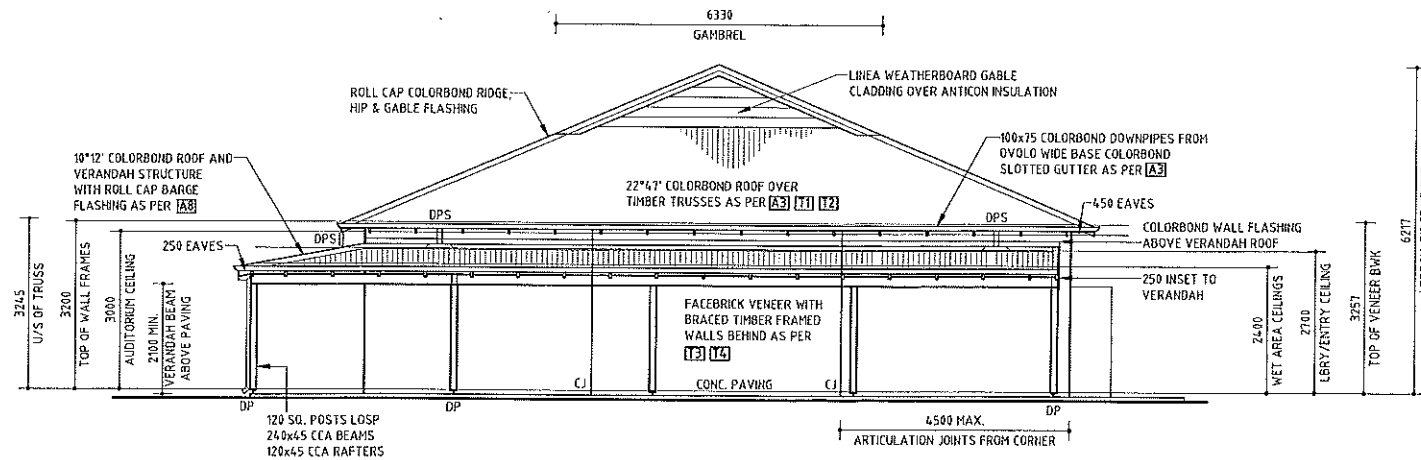 6330
GAMBREL
ROLL CAP COLORBOND RIDGE,
HIP & GABLE FLASHING
LINEA WEATHERBOARD GABLE
CLADDING OVER ANTICON INSULATION
10°12' COLORBOND ROOF AND
VERANDAH STRUCTURE
WITH ROLL CAP BARGE
FLASHING AS PER A8
100x75 COLORBOND DOWNPIPES FROM
OVOLO WIDE BASE COLORBOND
SLOTTED GUTTER AS PER A3
22°47' COLORBOND ROOF OVER
TIMBER TRUSSES AS PER A3 T1 T2
DPS
DPS
DPS
450 EAVES
250 EAVES
COLORBOND WALL FLASHING
ABOVE VERANDAH ROOF
250 INSET TO
VERANDAH
FACEBRICK VENEER WITH
BRACED TIMBER FRAMED
WALLS BEHIND AS PER
T3 T4
3245
U/S OF TRUSS
3200
TOP OF WALL FRAMES
3000
AUDITORIUM CEILING
2100 MIN.
VERANDAH BEAM
ABOVE PAVING
2400
WET AREA CEILINGS
2700
LBRY/ENTRY CEILING
3257
TOP OF VENEER BWK
6217
CJ
CONC. PAVING
CJ
DP
DP
DP
120 SQ. POSTS LOSP
240x45 CCA BEAMS
120x45 CCA RAFTERS
4500 MAX.
ARTICULATION JOINTS FROM CORNER